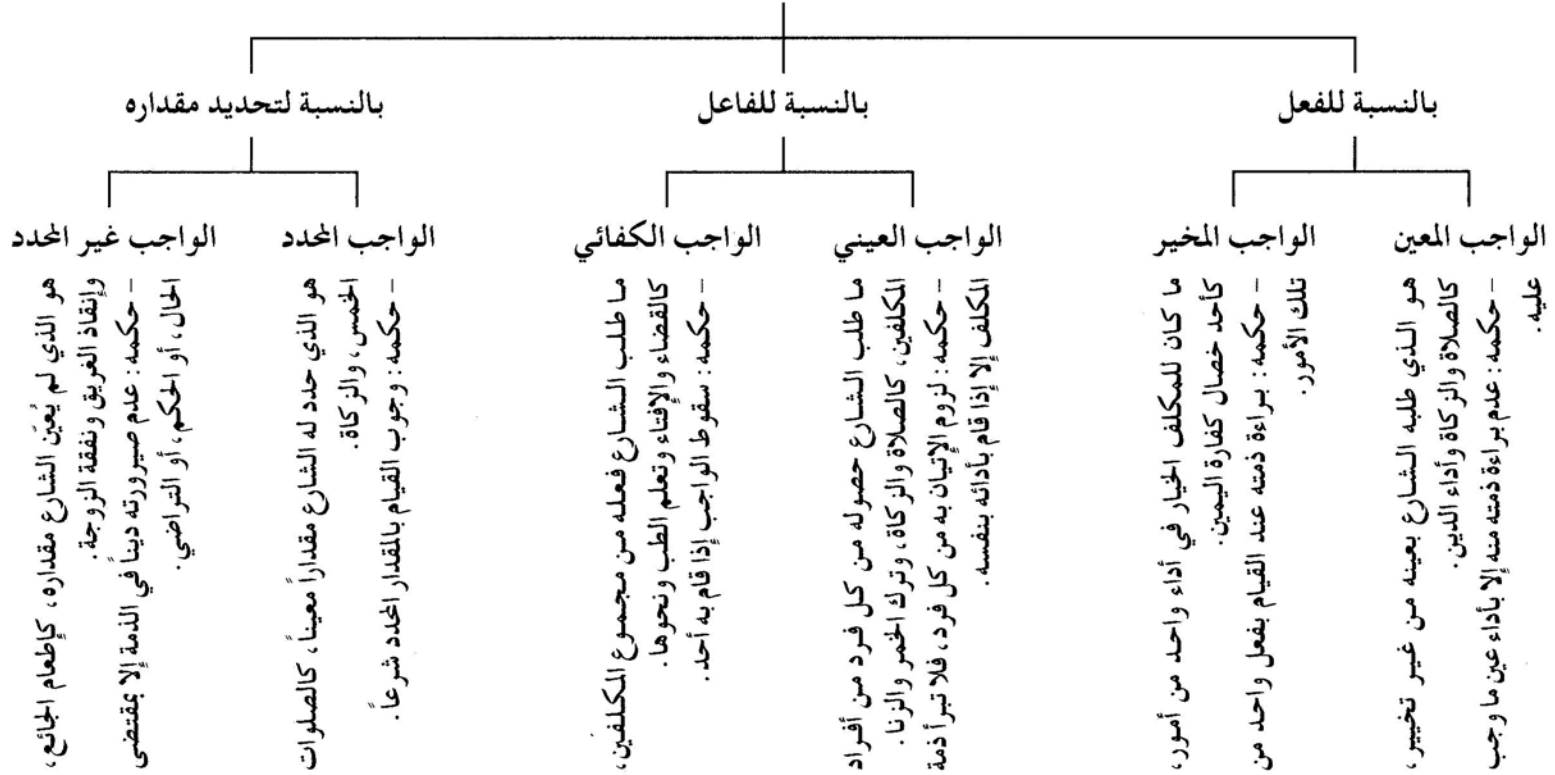 بالنسبة للفعل
بالنسبة للفاعل
بالنسبة لتحديد مقداره
الواجب المعين
هو الذي طلبه الشارع بعينه من غير تخيير،
كالصلاة والزكاة وأداء الدين.
- حكمه: عدم براءة ذمته منه إلا بأداء عين ما وجب
عليه.
الواجب المخير
ما كان للمكلف الخيار في أداء واحد من أمور،
كأحد خصال كفارة اليمين.
- حكمه: براءة ذمته عند القيام بفعل واحد من
تلك الأمور.
الواجب العيني
ما طلب الشارع حصوله من كل فرد من أفراد
المكلفين، كالصلاة والزكاة، وترك الخمر والزنا.
- حكمه: لزوم الإتيان به من كل فرد، فلا تبرأ ذمة
المكلف إلا إذا قام بأدائه بنفسه.
الواجب الكفائي
ما طلب الشارع فعله من مجموع المكلفين،
كالقضاء والإفتاء وتعلم الطب ونحوها.
- حكمه: سقوط الواجب إذا قام به أحد.
الواجب المحدد
هو الذي حدد له الشارع مقداراً معيناً، كالصلوات
الخمس، والزكاة.
- حكمه: وجوب القيام بالمقدار المحدد شرعاً.
الواجب غير المحدد
هو الذي لم يُعيّن الشارع مقداره، كإطعام الجائع،
وإنقاذ الغريق ونفقة الزوجة.
- حكمه: عدم صيرورته ديناً في الذمة إلا بمقتضى
الحال، أو الحكم، أو التراضي.